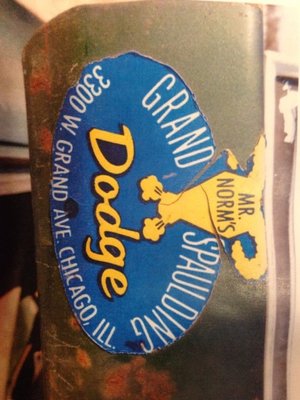 MR.
NORM'S
GRAND SPAULDING
Dodge
3300 W. GRAND AVE. CHICAGO, ILL.